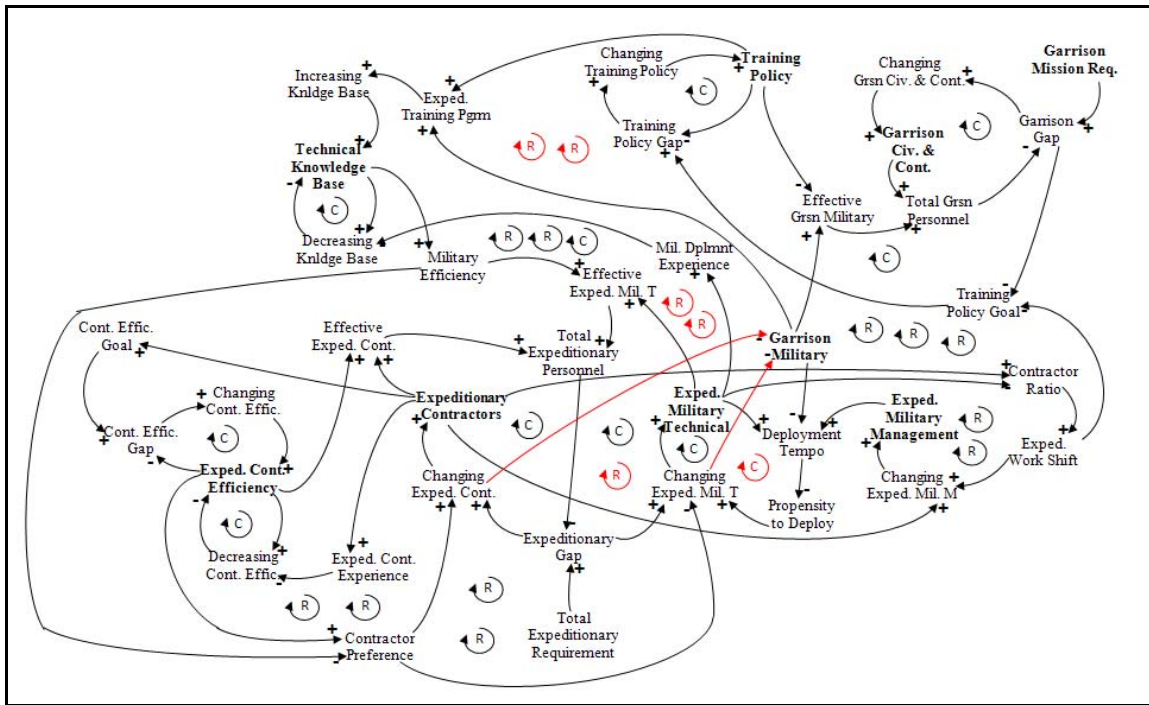 Changing
Training Policy
Training
Policy
Changing
Grsn Civ. & Cont.
Garrison
Mission Req.
Increasing
Knldge Base
Exped.
Training Pgrm
Training
Policy Gap
Garrison
Civ. &
Cont.
Garrison
Gap
Technical
Knowledge
Base
Effective
Grsn Military
Total Grsn
Personnel
Decreasing
Knldge Base
Military
Efficiency
Effective
Exped. Mil. T
Mil. Dplmnt
Experience
Training
Policy Goal
Cont. Effic.
Goal
Effective
Exped. Cont.
Total
Expeditionary
Personnel
Garrison
Military
Contractor
Ratio
Changing
Cont. Effic.
Expeditionary
Contractors
Exped.
Military
Technical
Deployment
Tempo
Exped.
Military
Management
Exped.
Work Shift
Cont. Effic.
Gap
Exped. Cont.
Efficiency
Changing
Exped. Cont.
Changing
Exped. Mil. T
Changing
Exped. Mil. M
Propensity
to Deploy
Decreasing
Cont. Effic.
Exped. Cont.
Experience
Expeditionary
Gap
Contractor
Preference
Total
Expeditionary
Requirement
C
C
R
R
C
R
R
C
C
R
R
R
R
R
C
C
C
C
R
R
C
R
C
R
R
R
R